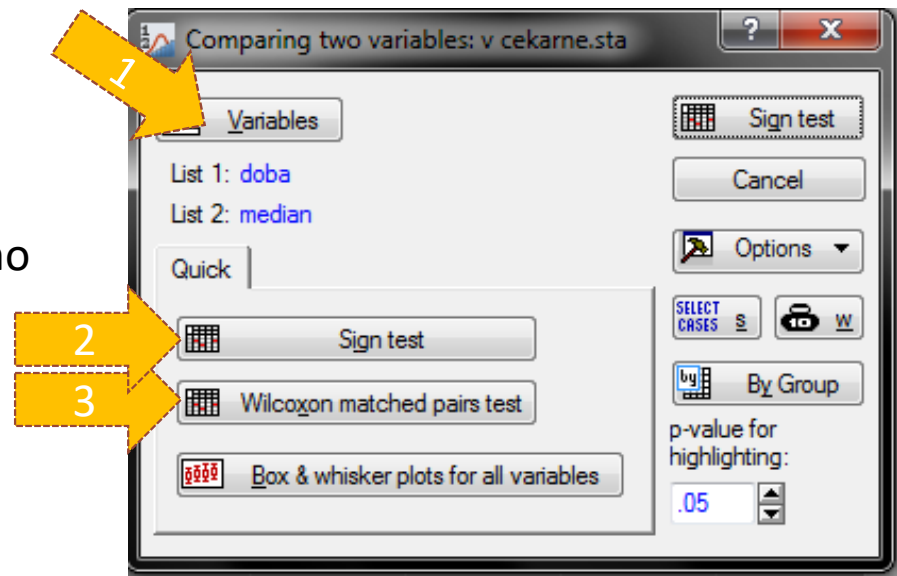 1
Comparing two variables: v cekarne.sta
?
x
Variables
List 1: doba
List 2: median
Quick
no
2
Sign test
3
Wilcoxon matched pairs test
Box & whisker plots for all variables
Sign test
Cancel
Options
SELECT CASES S
W
by By Group
p-value for
highlighting:
.05